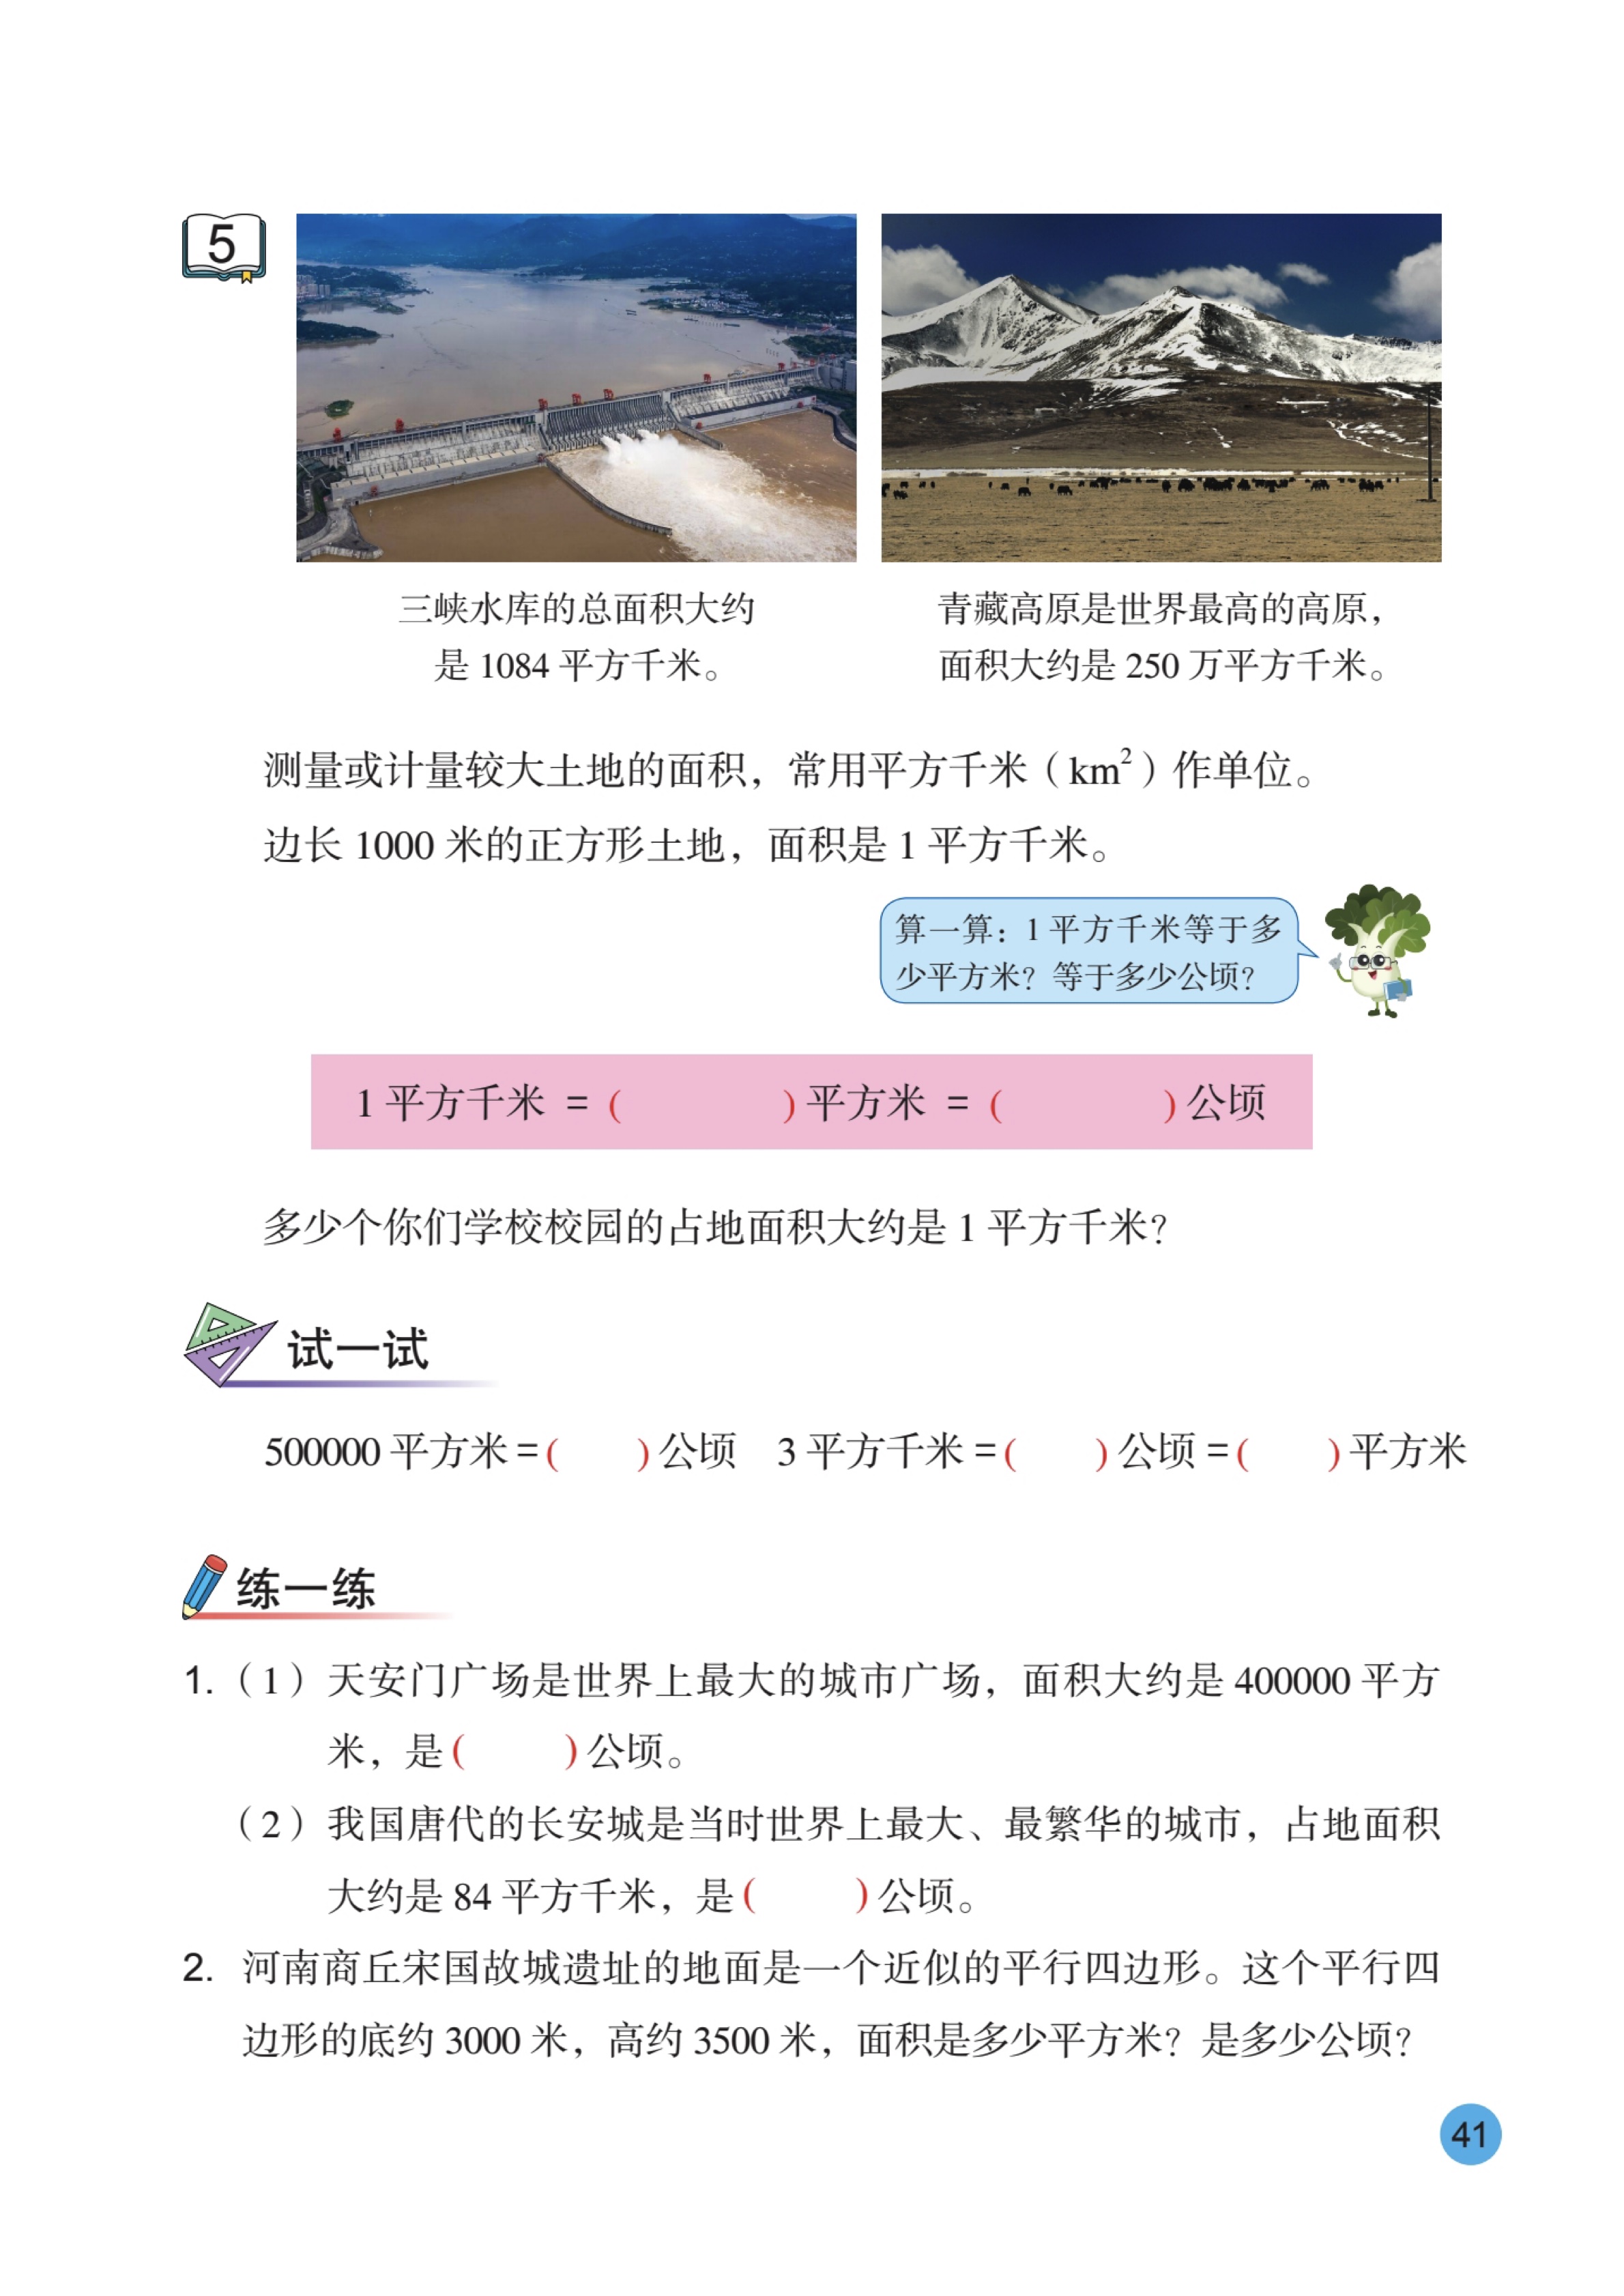 5
三峡水库的总面积大约
是 1084 平方千米。
青藏高原是世界最高的高原，
面积大约是 250 万平方千米。
测量或计量较大土地的面积，常用平方千米（km²）作单位。
边长 1000 米的正方形土地，面积是 1 平方千米。
算一算：1 平方千米等于多
少平方米？等于多少公顷？
1 平方千米 = (        ) 平方米 = (        ) 公顷
多少个你们学校校园的占地面积大约是 1 平方千米？
试一试
500000 平方米 = (    ) 公顷 3 平方千米 = (    ) 公顷 = (    ) 平方米
练一练
1.（1）天安门广场是世界上最大的城市广场，面积大约是 400000 平方
米，是 (    ) 公顷。
（2）我国唐代的长安城是当时世界上最大、最繁华的城市，占地面积
大约是 84 平方千米，是 (    ) 公顷。
2. 河南商丘宋国故城遗址的地面是一个近似的平行四边形。这个平行四
边形的底约 3000 米，高约 3500 米，面积是多少平方米？是多少公顷？
41